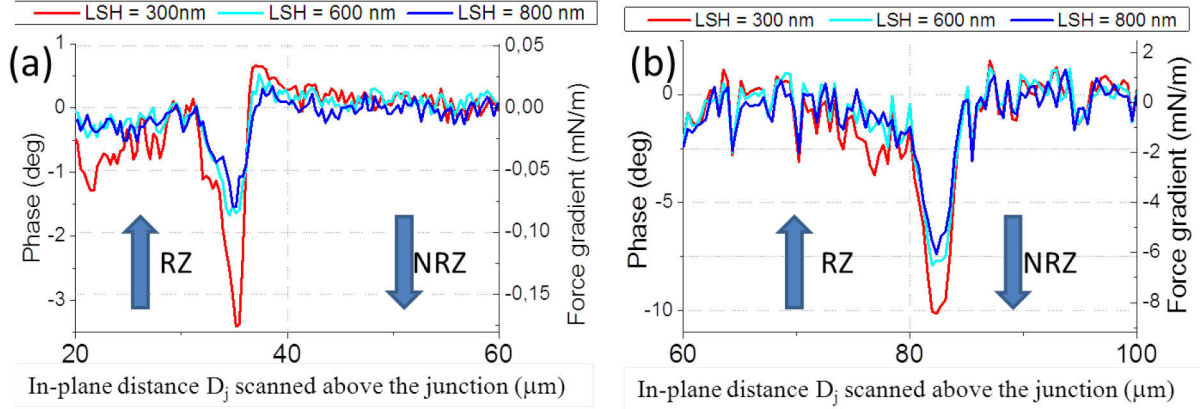 LSH = 300nm LSH = 600 nm LSH = 800 nm
(a)
Phase (deg)
1
0
-1
-2
-3
0,05
0,00
-0,05
-0,10
-0,15
Force gradient (mN/m)
RZ
NRZ
20 40 60
In-plane distance Dj scanned above the junction (µm)
LSH = 300 nm LSH = 600 nm LSH = 800 nm
(b)
Phase (deg)
0
-5
-10
2
1
0
-2
-4
-6
-8
Force gradient (mN/m)
RZ
NRZ
60 80 100
In-plane distance Dj scanned above the junction (µm)